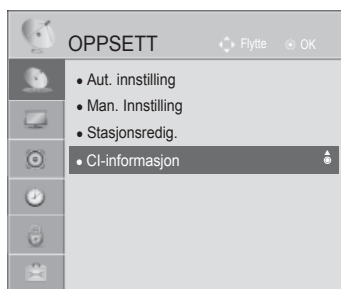 OPPSETT Flytte OK
• Aut. innstilling
• Man. Innstilling
• Stasjonsredig.
• CI-informasjon